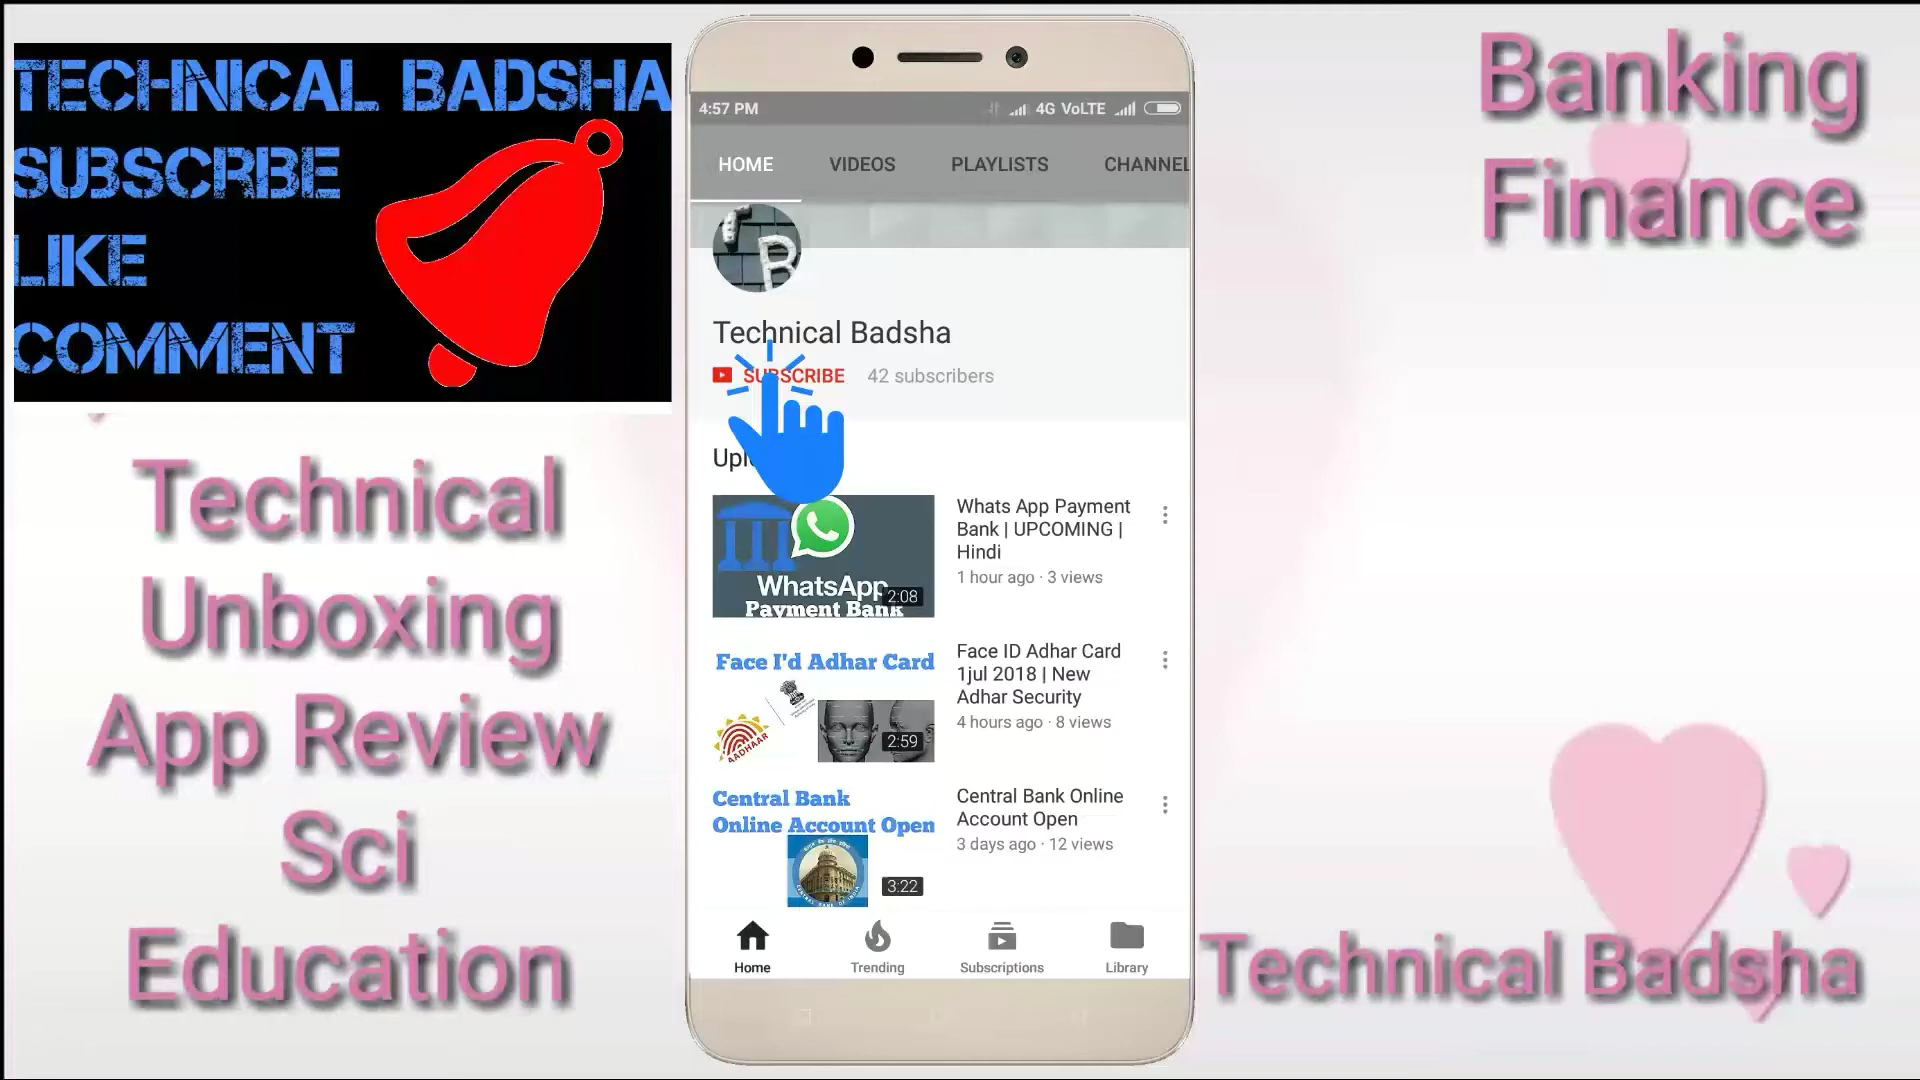 TECHNICAL BADSHA
SUBSCRBE
LIKE
COMMENT
Technical
Unboxing
App Review
Sci
Education
4:57 PM
4G VoLTE
HOME VIDEOS PLAYLISTS CHANNEL
Technical Badsha
SUBSCRIBE 42 subscribers
WhatsApp
Payment Bank
2:08
Whats App Payment
Bank | UPCOMING |
Hindi
1 hour ago · 3 views
Face I'd Adhar Card
AADHAAR
2:59
Face ID Adhar Card
1jul 2018 | New
Adhar Security
4 hours ago · 8 views
Central Bank
Online Account Open
3:22
Central Bank Online
Account Open
3 days ago · 12 views
Home Trending Subscriptions Library
Banking
Finance
Technical Badsha